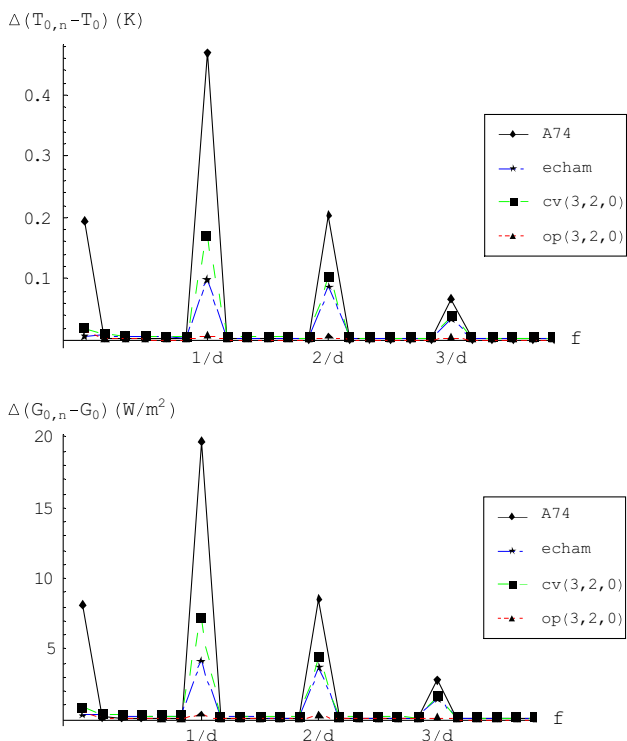 Δ(T0,n-T0)(K)
0.4
0.3
0.2
0.1
1/d 2/d 3/d f
A74
echam
cv(3,2,0)
op(3,2,0)
Δ(G0,n-G0)(W/m²)
20
15
10
5
1/d 2/d 3/d f
A74
echam
cv(3,2,0)
op(3,2,0)